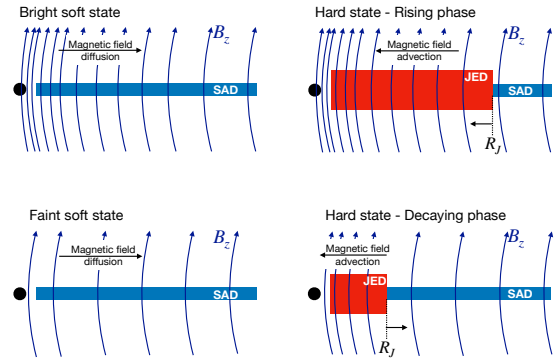 Bright soft state
Magnetic field
diffusion
B_z
SAD
Hard state - Rising phase
Magnetic field
advection
B_z
JED
SAD
R_J
Faint soft state
Magnetic field
diffusion
B_z
SAD
Hard state - Decaying phase
Magnetic field
advection
B_z
JED
SAD
R_J